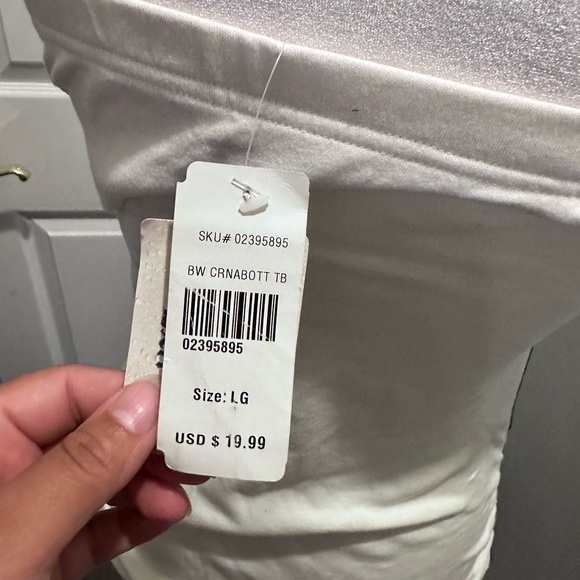 SKU# 02395895
BW CRNABOTT TB
02395895
Size: LG
USD $ 19.99